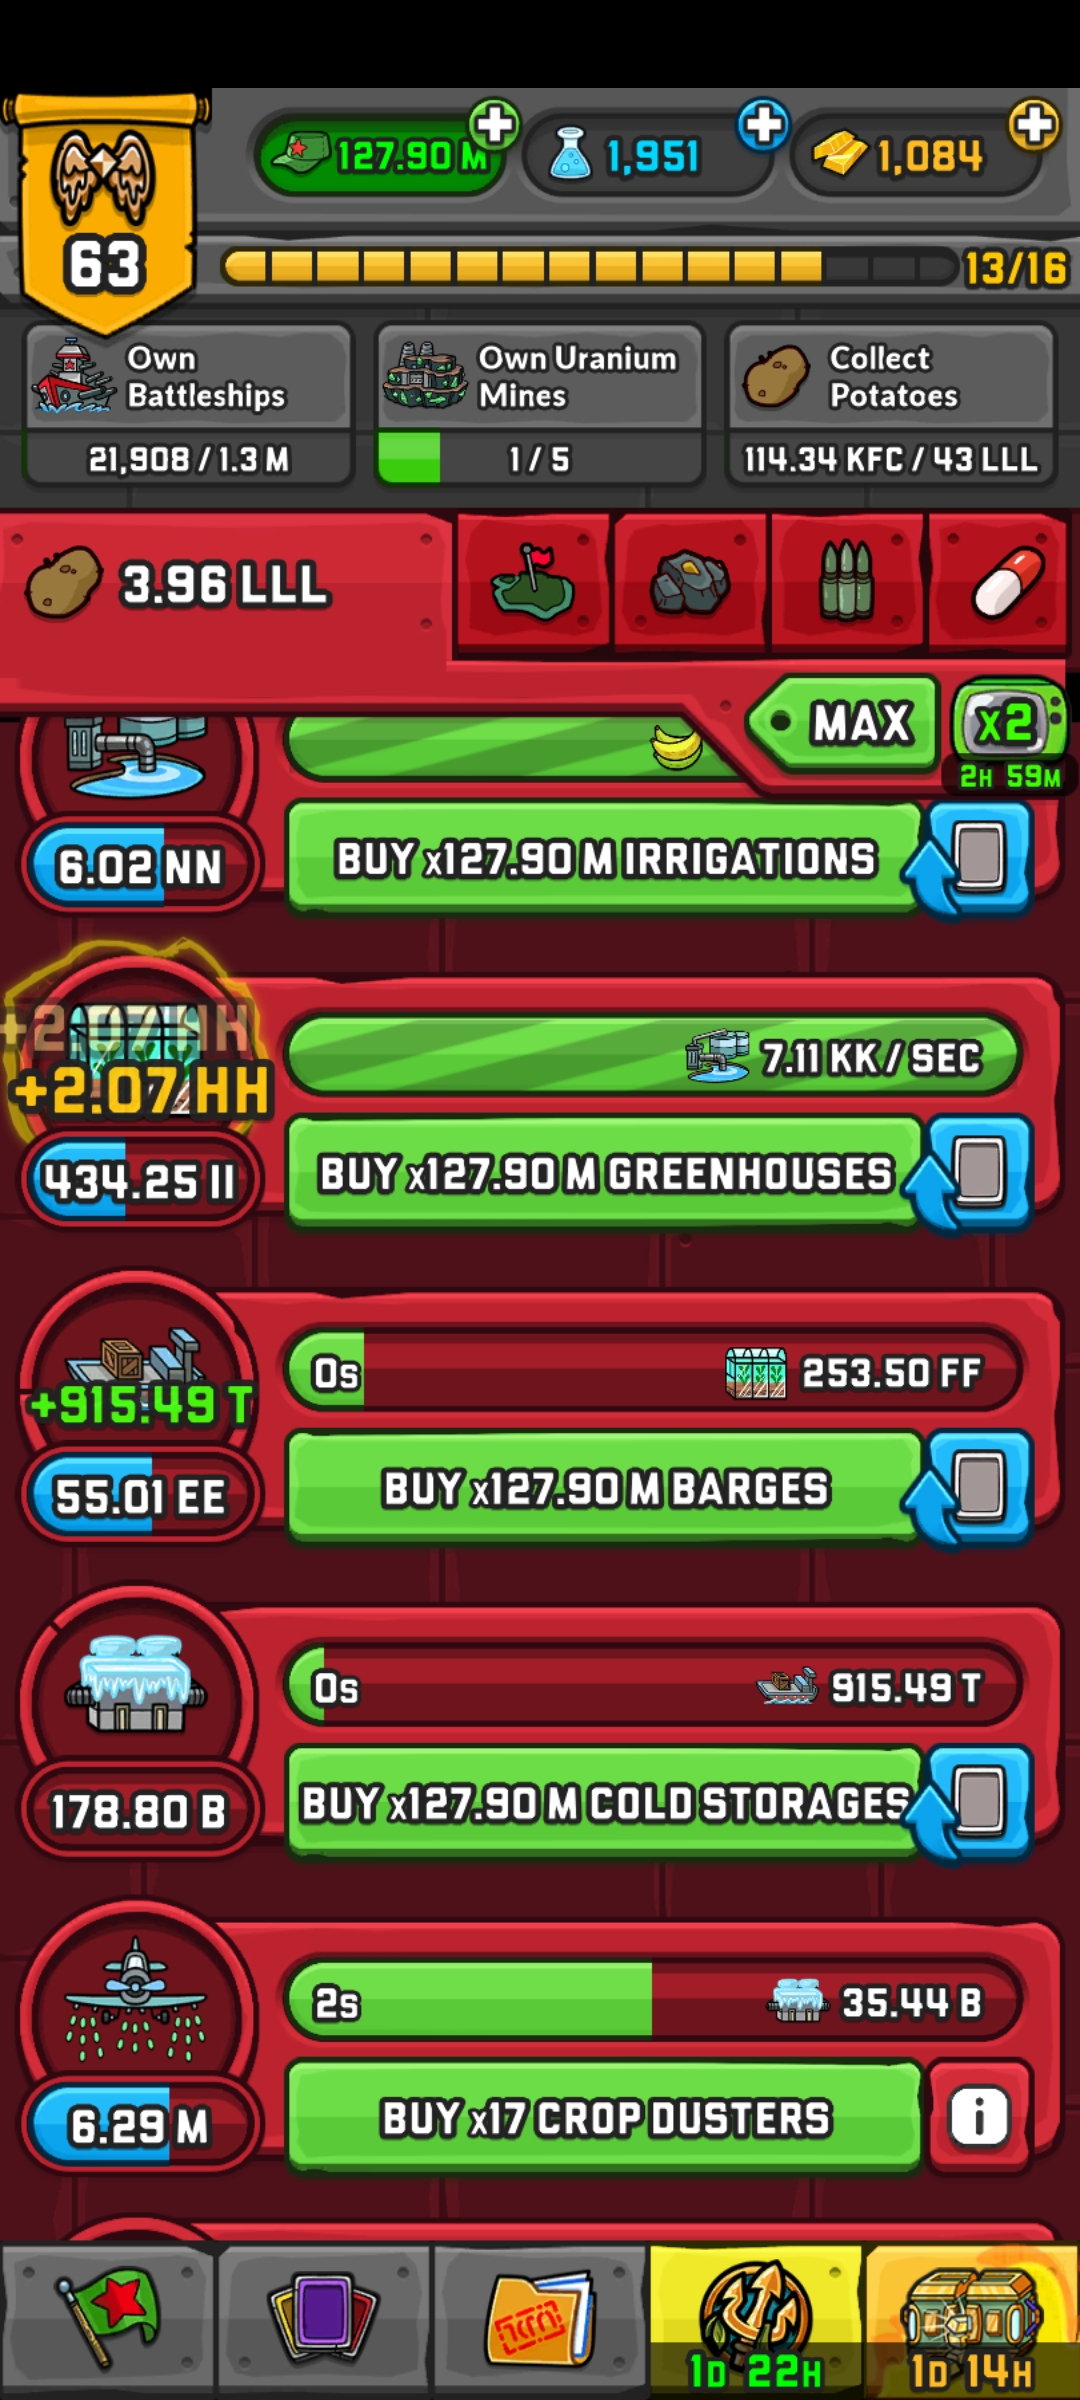 127.90 M
1,951
1,084
63
13/16
Own
Battleships
21,908 / 1.3 M
Own Uranium
Mines
1 / 5
Collect
Potatoes
114.34 KFC / 43 LLL
3.96 LLL
MAX
X2
2H 59M
6.02 NN
BUY x127.90 M IRRIGATIONS
+2.07 HH
+2.07 HH
7.11 KK / SEC
434.25 II
BUY x127.90 M GREENHOUSES
+915.49 T
0s
253.50 FF
55.01 EE
BUY x127.90 M BARGES
0s
915.49 T
178.80 B
BUY x127.90 M COLD STORAGES
2s
35.44 B
6.29 M
BUY x17 CROP DUSTERS
i
1D 22H
1D 14H